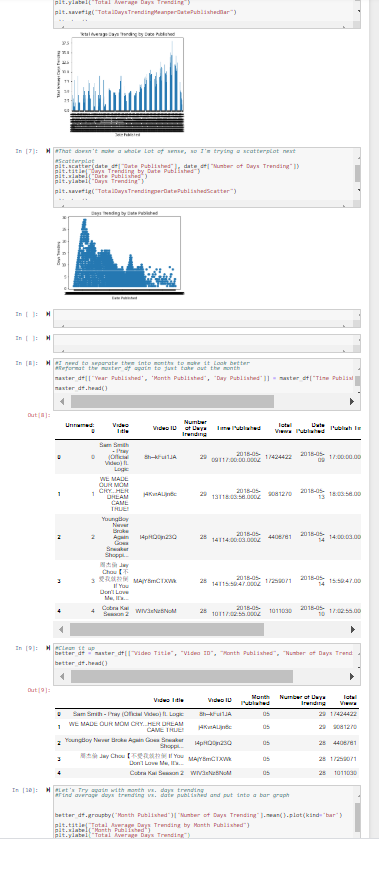 plt.ylabel("Total Average Days Trending")
plt.savefig("TotalDaysTrendingMeanperDatePublishedBar")
Total Average Days Trending by Date Published
Total Average Days Trending
37.5
Date Published
In [7]:
#That doesn't make a whole lot of sense, so I'm trying a scatterplot next
#Scatterplot
plt.scatter(date_df["Date Published"], date_df["Number of Days Trending"])
plt.title("Days Trending by Date Published")
plt.xlabel("Date Published")
plt.ylabel("Days Trending")
plt.savefig("TotalDaysTrendingperDatePublishedScatter")
Days Trending by Date Published
Days Trending
30
25
20
15
10
5
0
Date Published
In [ ]:
In [ ]:
In [8]:
#I need to separate them into months to make it look better
#Reformat the master_df again to just take out the month
master_df[['Year Published', 'Month Published', 'Day Published']] = master_df["Time Publis
master_df.head()
Out[8]:
Unnamed: 0 Video Title Video ID Number of Days Trending Time Published Total Views Date Published Publish Tim
0 0 Sam Smith - Pray (Official Video) ft. Logic 29 2018-05-09T17:00:00.000Z 17424422 2018-05-09 17:00:00.00
1 1 WE MADE OUR MOM CRY...HER DREAM CAME TRUE! 29 2018-05-13T18:03:56.000Z 9081270 2018-05-13 18:03:56.00
2 2 YoungBoy Never Broke Again Goes Sneaker Shoppi... 28 2018-05-14T14:00:03.000Z 4406761 2018-05-14 14:00:03.00
3 3 周杰倫 Jay Chou【不愛我就拉倒 If You Don't Love Me, It's... 28 2018-05-14T15:59:47.000Z 17259071 2018-05-14 15:59:47.00
4 4 Cobra Kai Season 2 28 2018-05-10T17:02:55.000Z 1011030 2018-05-10 17:02:55.00
In [9]:
#Clean it up
better_df = master_df[["Video Title", "Video ID", "Month Published", "Number of Days Trend
better_df.head()
Out[9]:
Video Title Video ID Month Published Number of Days Trending Total Views
0 Sam Smith - Pray (Official Video) ft. Logic 05 29 17424422
1 WE MADE OUR MOM CRY...HER DREAM CAME TRUE! 05 29 9081270
2 YoungBoy Never Broke Again Goes Sneaker Shoppi... 05 28 4406761
3 周杰倫 Jay Chou【不愛我就拉倒 If You Don't Love Me, It's... 05 28 17259071
4 Cobra Kai Season 2 05 28 1011030
In [10]:
#Let's Try again with month vs. days trending
#Find average days trending vs. date published and put into a bar graph
better_df.groupby('Month Published')['Number of Days Trending'].mean().plot(kind='bar')
plt.title("Total Average Days Trending by Month Published")
plt.xlabel("Month Published")
plt.ylabel("Total Average Days Trending")